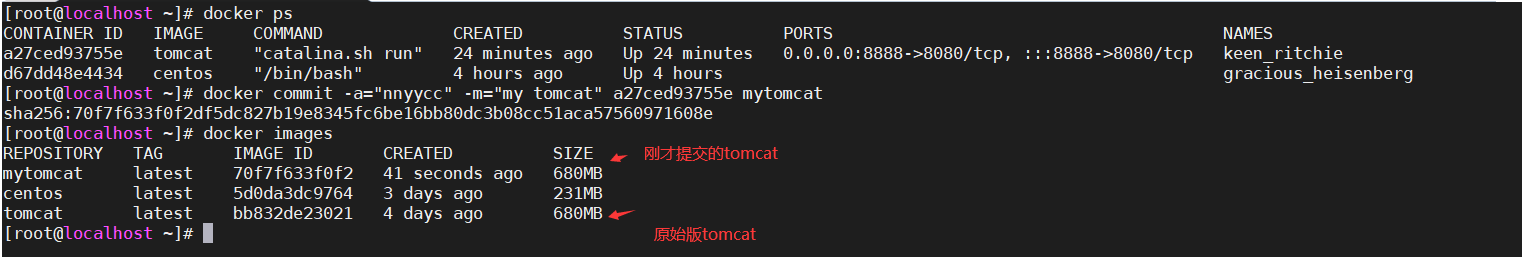 [root@localhost ~]# docker ps
CONTAINER ID   IMAGE     COMMAND             CREATED          STATUS          PORTS                                       NAMES
a27ced93755e   tomcat    "catalina.sh run"   24 minutes ago   Up 24 minutes   0.0.0.0:8888->8080/tcp, :::8888->8080/tcp   keen_ritchie
d67dd48e4434   centos    "/bin/bash"         4 hours ago      Up 4 hours                                                  gracious_heisenberg
[root@localhost ~]# docker commit -a="nnyycc" -m="my tomcat" a27ced93755e mytomcat
sha256:70f7f633f0f2df5dc827b19e8345fc6be16bb80dc3b08cc51aca57560971608e
[root@localhost ~]# docker images
REPOSITORY   TAG       IMAGE ID       CREATED          SIZE   刚才提交的tomcat
mytomcat     latest    70f7f633f0f2   41 seconds ago   680MB
centos       latest    5d0da3dc9764   3 days ago       231MB
tomcat       latest    bb832de23021   4 days ago       680MB
[root@localhost ~]#   原始版tomcat